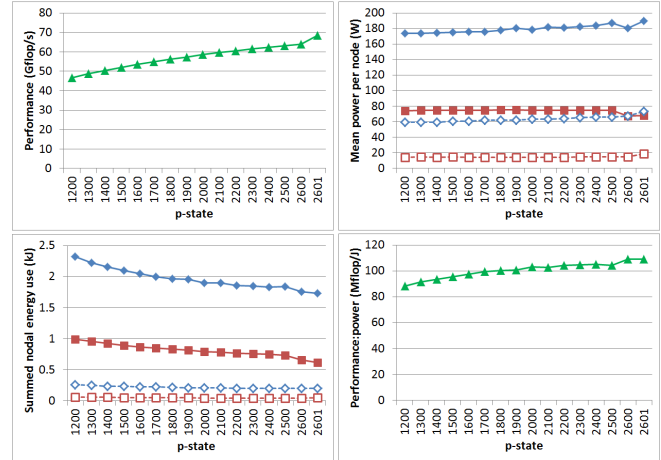 Performance (Gflop/s)
80
70
60
50
40
30
20
10
0
1200 1300 1400 1500 1600 1700 1800 1900 2000 2100 2200 2300 2400 2500 2600 2601
p-state
Mean power per node (W)
200
180
160
140
120
100
80
60
40
20
0
1200 1300 1400 1500 1600 1700 1800 1900 2000 2100 2200 2300 2400 2500 2600 2601
p-state
Summed nodal energy use (kJ)
2.5
2
1.5
1
0.5
0
1200 1300 1400 1500 1600 1700 1800 1900 2000 2100 2200 2300 2400 2500 2600 2601
p-state
Performance:power (Mflop/J)
120
100
80
60
40
20
0
1200 1300 1400 1500 1600 1700 1800 1900 2000 2100 2200 2300 2400 2500 2600 2601
p-state